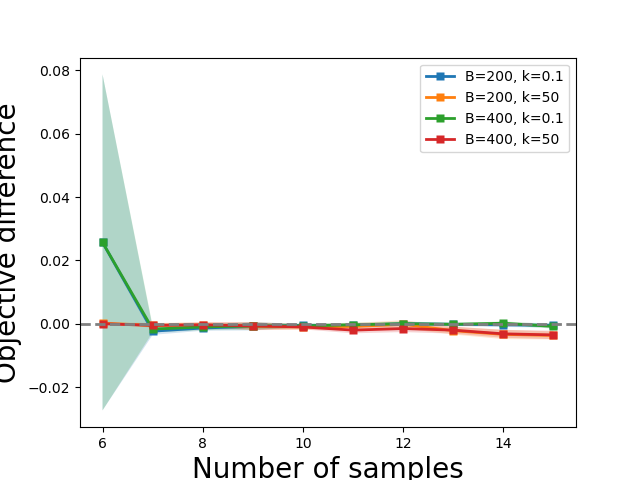 Objective difference
0.08
0.06
0.04
0.02
0.00
−0.02
6
8
10
12
14
Number of samples
B=200, k=0.1
B=200, k=50
B=400, k=0.1
B=400, k=50